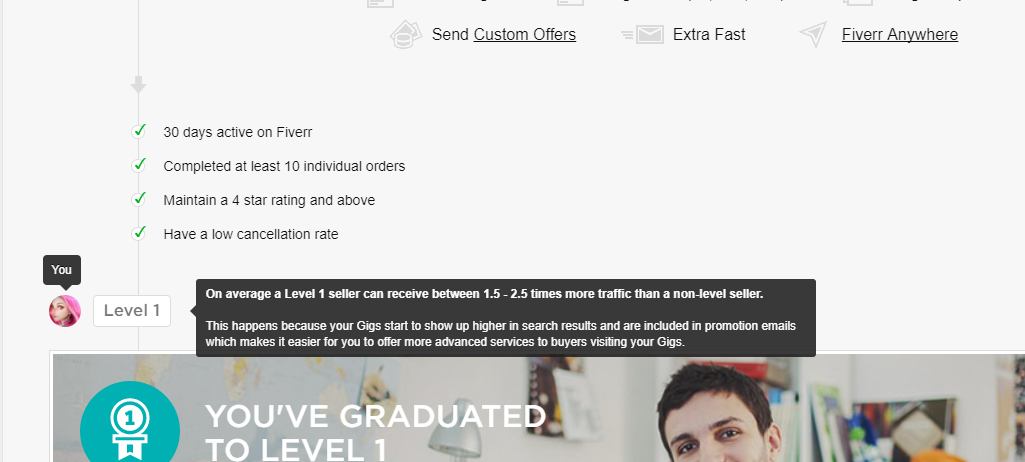 Send Custom Offers
Extra Fast
Fiverr Anywhere
30 days active on Fiverr
Completed at least 10 individual orders
Maintain a 4 star rating and above
Have a low cancellation rate
You
Level 1
On average a Level 1 seller can receive between 1.5 - 2.5 times more traffic than a non-level seller.
This happens because your Gigs start to show up higher in search results and are included in promotion emails
which makes it easier for you to offer more advanced services to buyers visiting your Gigs.
1
YOU'VE GRADUATED
TO LEVEL 1